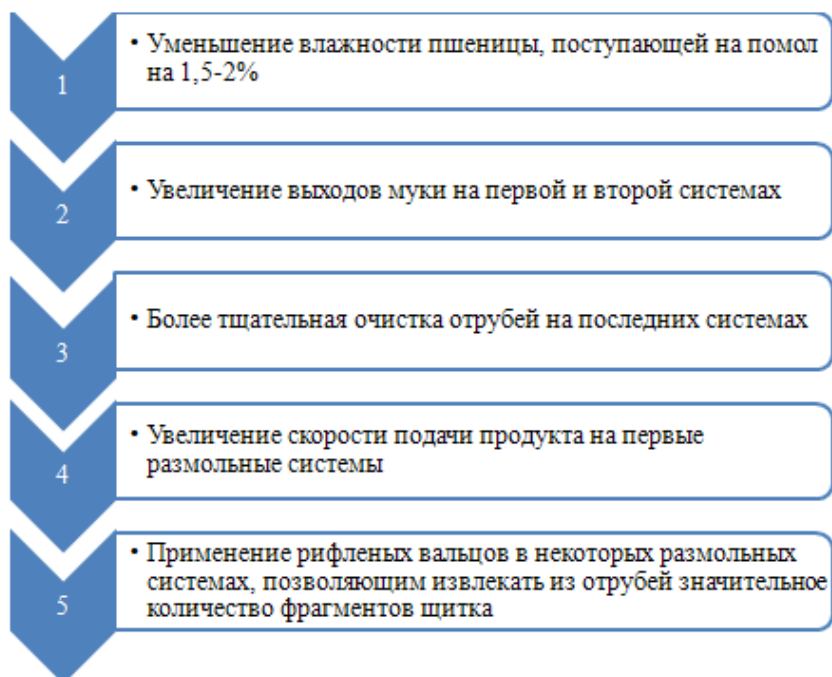 1
• Уменьшение влажности пшеницы, поступающей на помол
на 1,5-2%
2
• Увеличение выходов муки на первой и второй системах
3
• Более тщательная очистка отрубей на последних системах
4
• Увеличение скорости подачи продукта на первые
размольные системы
5
• Применение рифленых вальцов в некоторых размольных
системах, позволяющим извлекать из отрубей значительное
количество фрагментов щитка